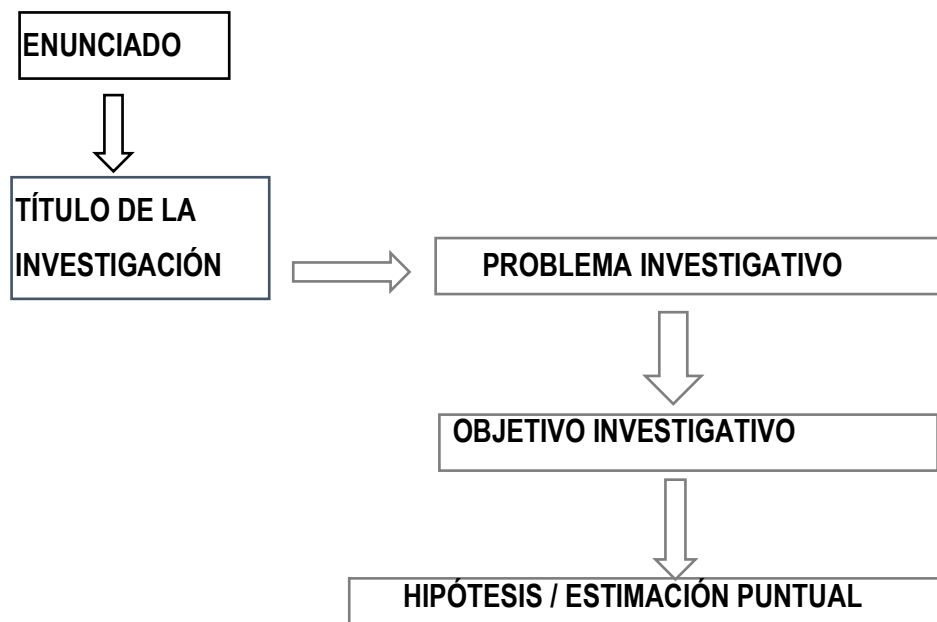 ENUNCIADO
TÍTULO DE LA
INVESTIGACIÓN
PROBLEMA INVESTIGATIVO
OBJETIVO INVESTIGATIVO
HIPÓTESIS / ESTIMACIÓN PUNTUAL